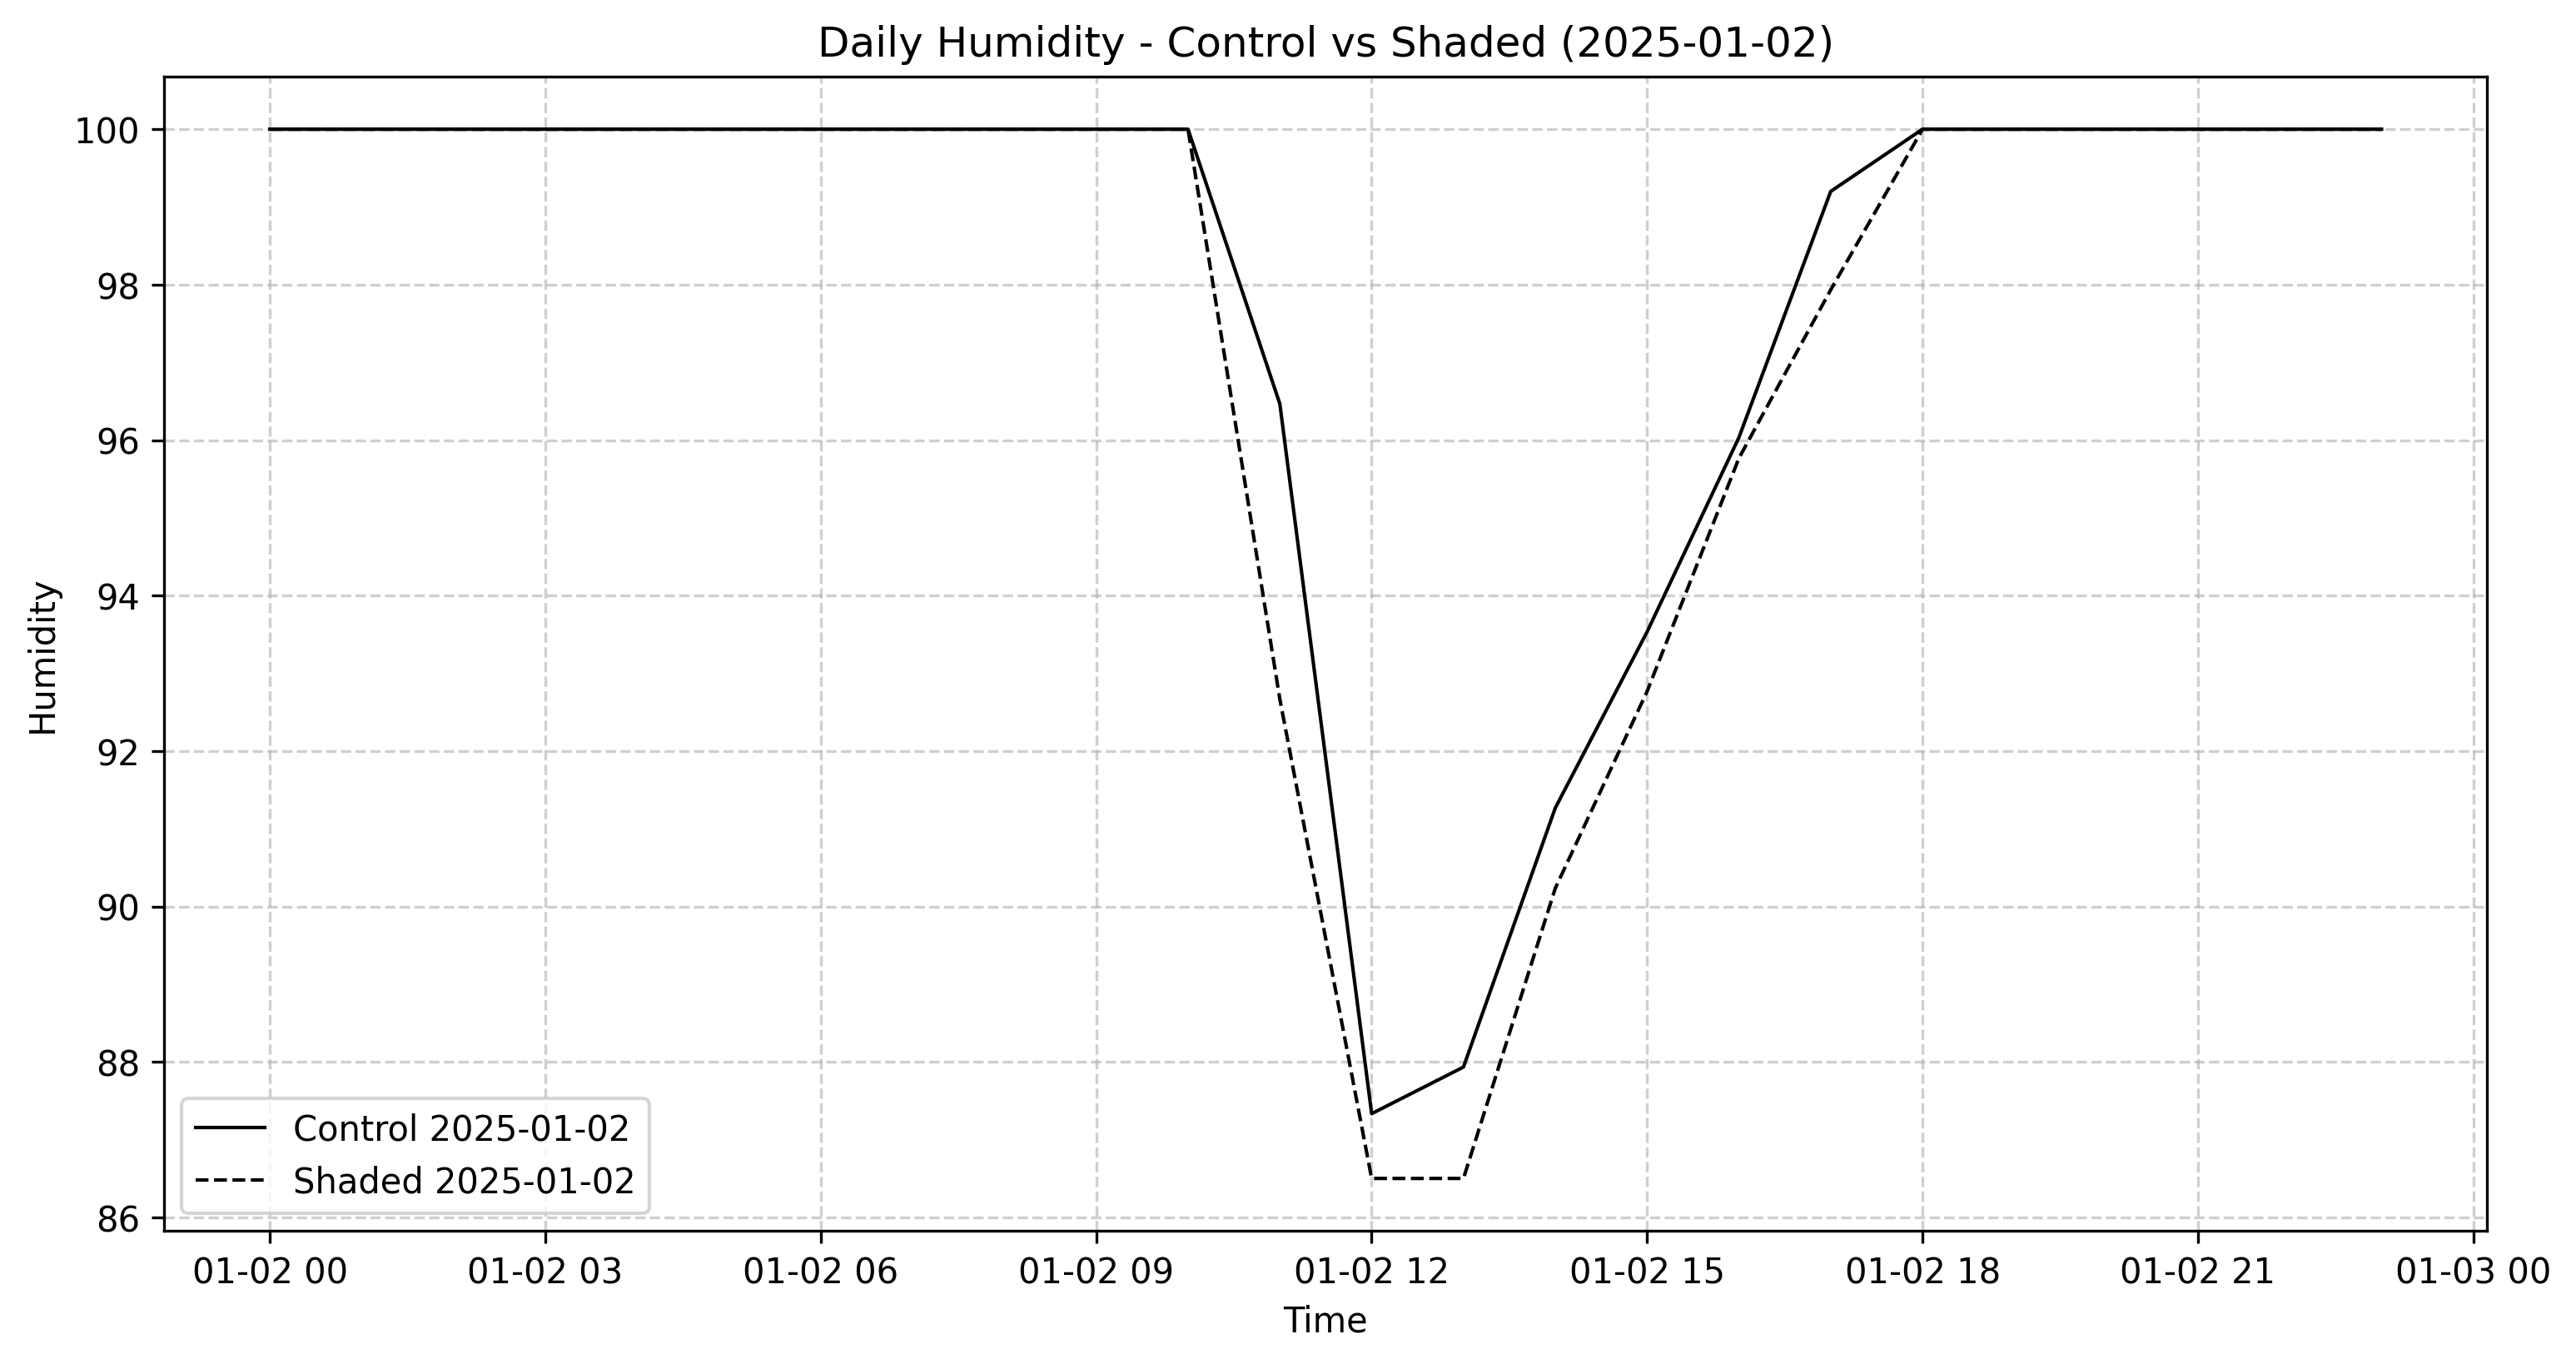 Daily Humidity - Control vs Shaded (2025-01-02)
100
98
96
94
92
90
88
86
Humidity
Control 2025-01-02
Shaded 2025-01-02
01-02 00 01-02 03 01-02 06 01-02 09 01-02 12 01-02 15 01-02 18 01-02 21 01-03 00
Time